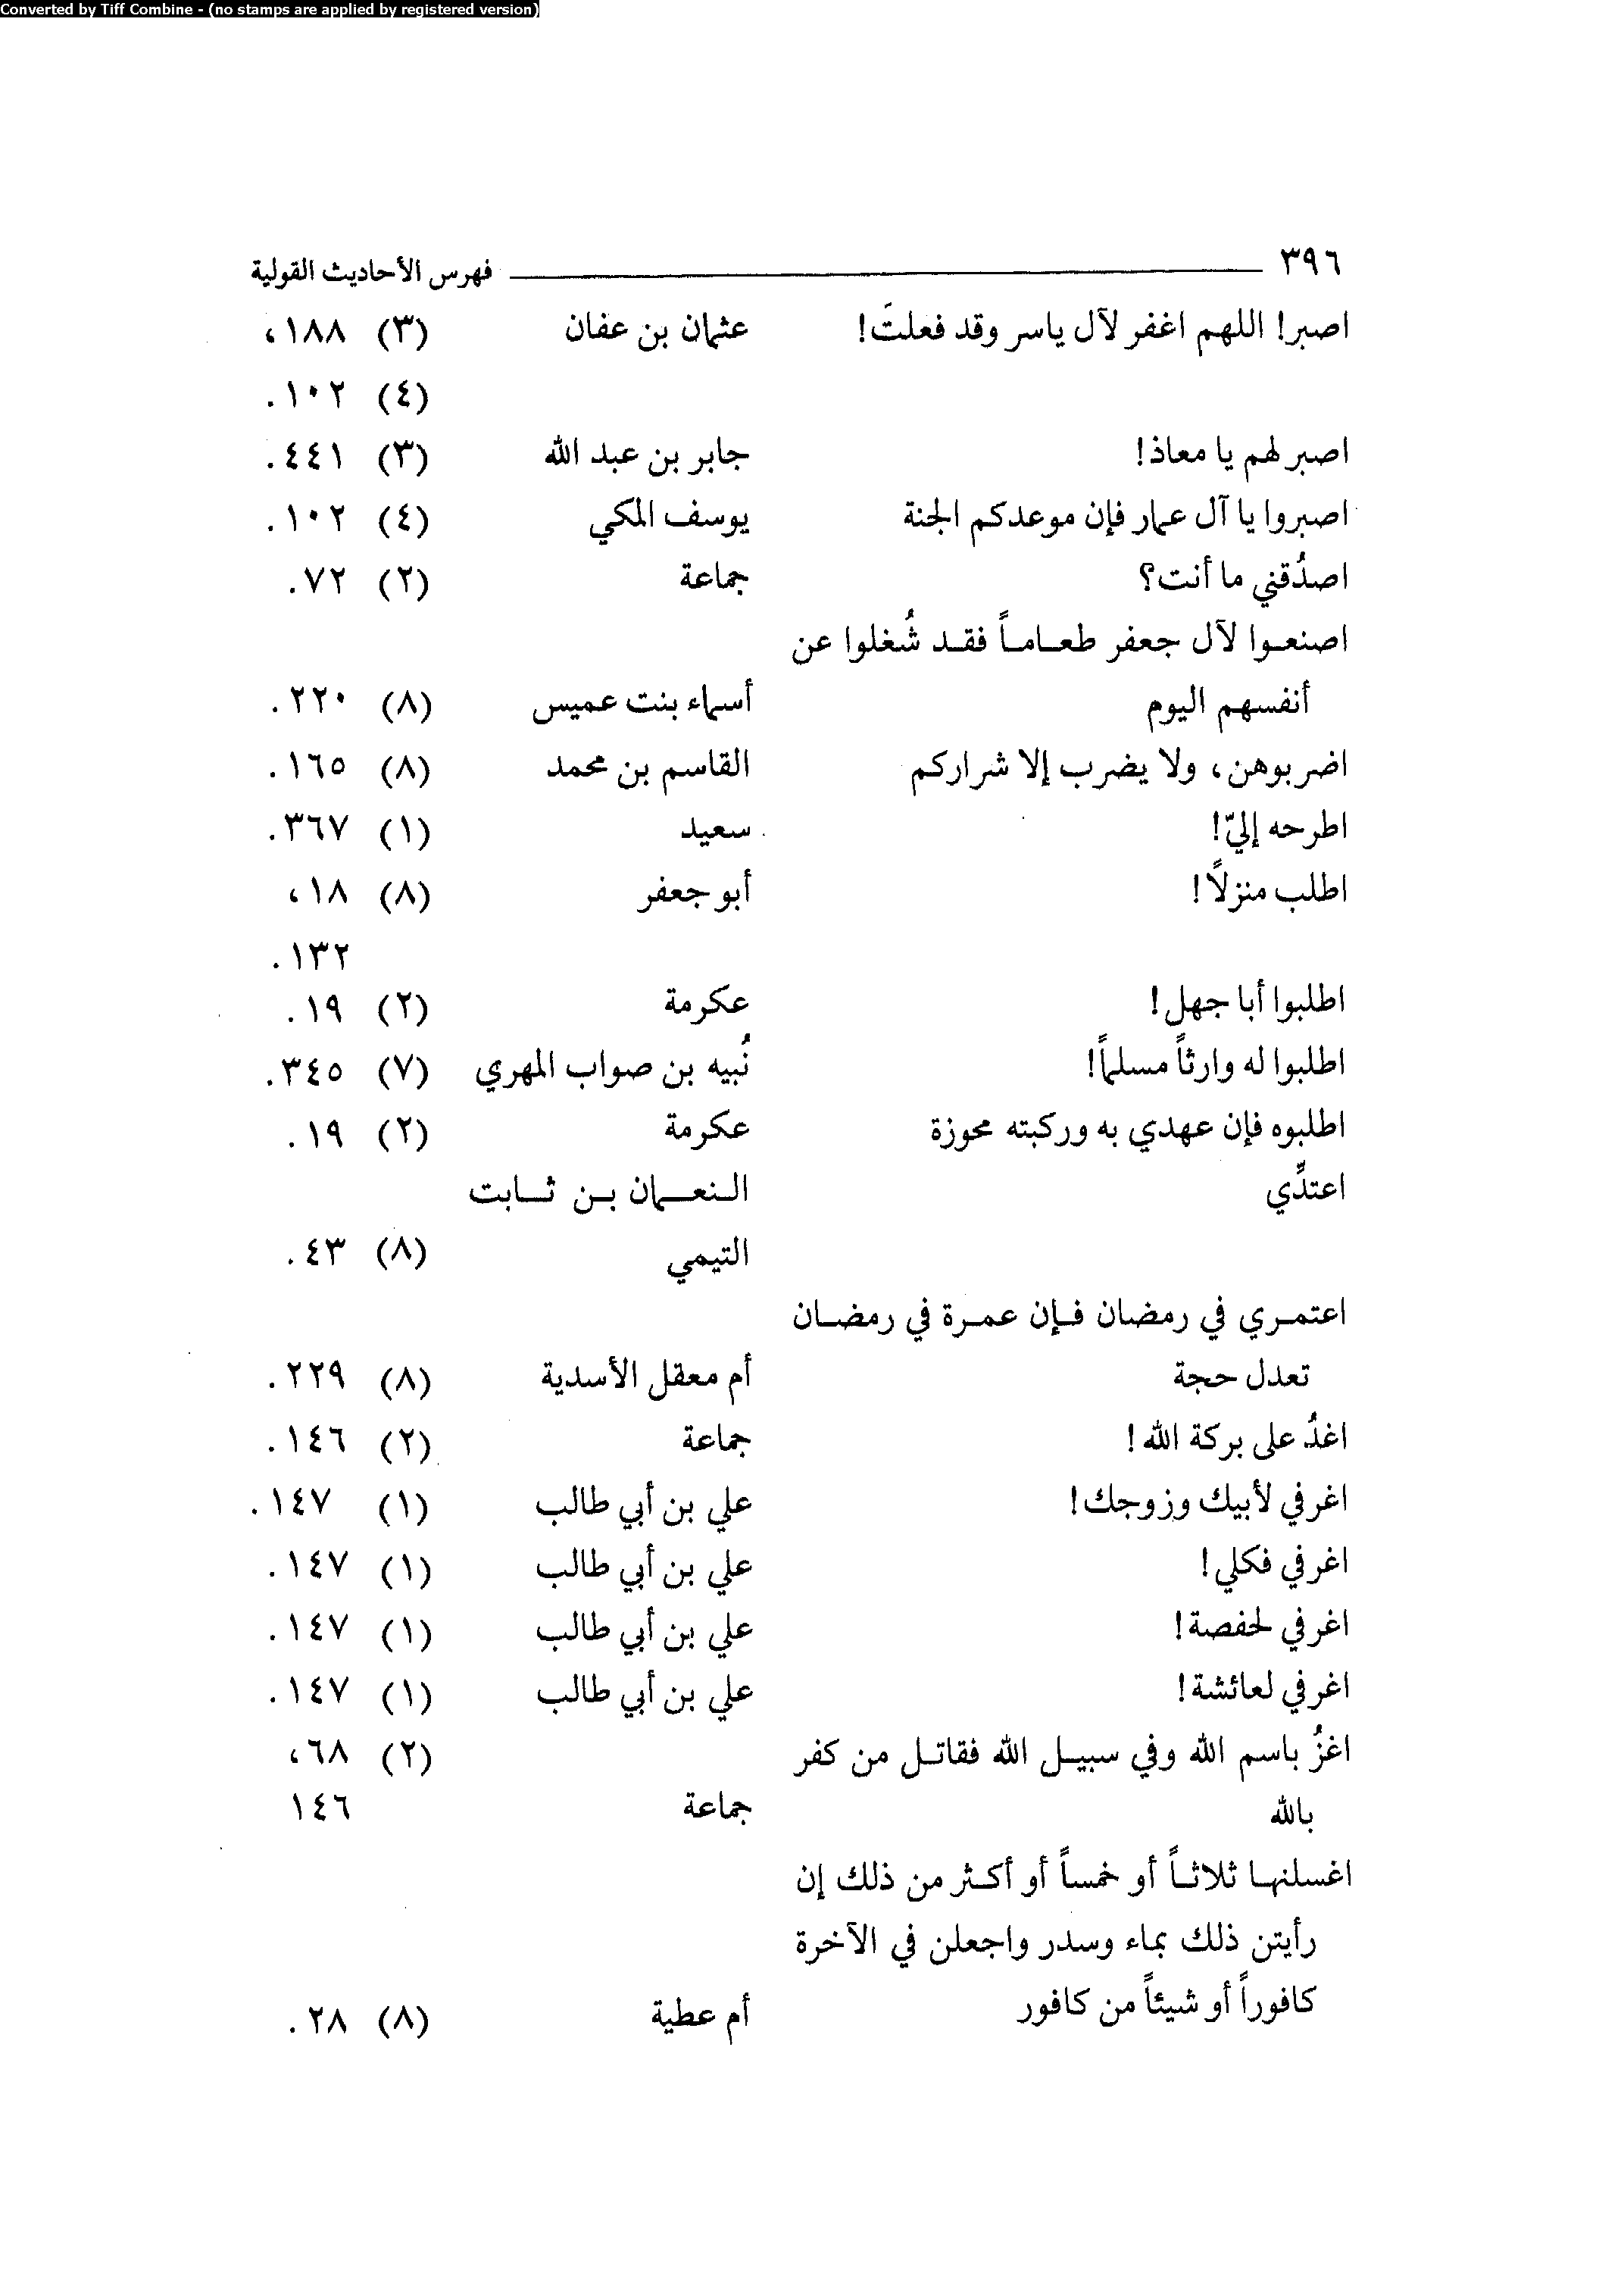 Converted by Tiff Combine - (no stamps are applied by registered version)
٣٩٦ فهرس الأحاديث القولية
اصبر! اللهم اغفر لآل ياسر وقد فعلتَ! عثمان بن عفان (٣) ١٨٨،
(٤) ١٠٢.
اصبر لهم يا معاذ! جابر بن عبد الله (٣) ٤٤١.
اصبروا يا آل عمار فإن موعدكم الجنة يوسف المكي (٤) ١٠٢.
اصدُقني ما أنت؟ جماعة (٢) ٧٢.
اصنعوا لآل جعفر طعاماً فقد شُغلوا عن
أنفسهم اليوم أسماء بنت عميس (٨) ٢٢٠.
اضربوهن، ولا يضرب إلا شراركم القاسم بن محمد (٨) ١٦٥.
اطرحه إليّ! سعيد (١) ٣٦٧.
اطلب منزلاً! أبو جعفر (٨) ١٨،
١٣٢.
اطلبوا أبا جهل! عكرمة (٢) ١٩.
اطلبوا له وارثاً مسلماً! نُبيه بن صواب المهري (٧) ٣٤٥.
اطلبوه فإن عهدي به وركبته محوزة عكرمة (٢) ١٩.
اعتدِّي النعمان بن ثابت
التيمي (٨) ٤٣.
اعتمري في رمضان فإن عمرة في رمضان
تعدل حجة أم معقل الأسدية (٨) ٢٢٩.
اغدُ على بركة الله! جماعة (٢) ١٤٦.
اغرفي لأبيك وزوجك! علي بن أبي طالب (١) ١٤٧.
اغرفي فكلي! علي بن أبي طالب (١) ١٤٧.
اغرفي لحفصة! علي بن أبي طالب (١) ١٤٧.
اغرفي لعائشة! علي بن أبي طالب (١) ١٤٧.
اغزُ باسم الله وفي سبيل الله فقاتل من كفر (٢) ٦٨،
بالله جماعة ١٤٦
اغسلنها ثلاثاً أو خمساً أو أكثر من ذلك إن
رأيتن ذلك بماء وسدر واجعلن في الآخرة
كافوراً أو شيئاً من كافور أم عطية (٨) ٢٨.